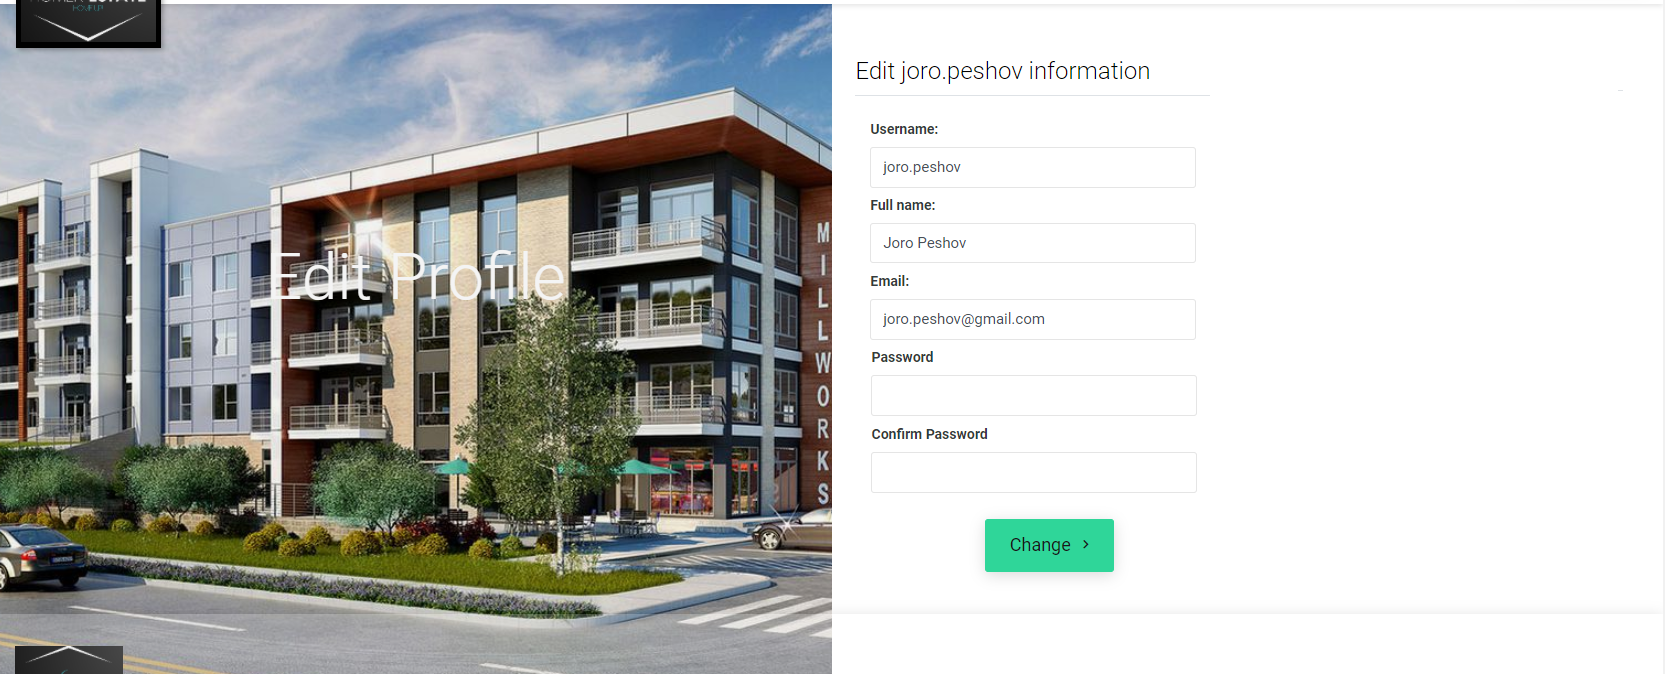 ESTATE
Edit Profile
MILLWORKS
Edit joro.peshov information
Username:
joro.peshov
Full name:
Joro Peshov
Email:
joro.peshov@gmail.com
Password
Confirm Password
Change